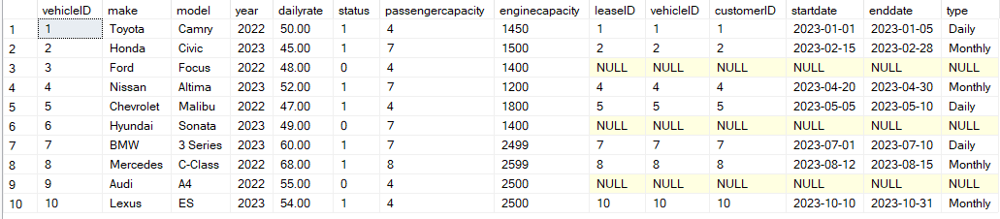 vehicleID make model year dailyrate status passengercapacity enginecapacity leaseID vehicleID customerID startdate enddate type
1 1 Toyota Camry 2022 50.00 1 4 1450 1 1 1 2023-01-01 2023-01-05 Daily
2 2 Honda Civic 2023 45.00 1 7 1500 2 2 2 2023-02-15 2023-02-28 Monthly
3 3 Ford Focus 2022 48.00 0 4 1400 NULL NULL NULL NULL NULL NULL
4 4 Nissan Altima 2023 52.00 1 7 1200 4 4 4 2023-04-20 2023-04-30 Monthly
5 5 Chevrolet Malibu 2022 47.00 1 4 1800 5 5 5 2023-05-05 2023-05-10 Daily
6 6 Hyundai Sonata 2023 49.00 0 7 1400 NULL NULL NULL NULL NULL NULL
7 7 BMW 3 Series 2023 60.00 1 7 2499 7 7 7 2023-07-01 2023-07-10 Daily
8 8 Mercedes C-Class 2022 68.00 1 8 2599 8 8 8 2023-08-12 2023-08-15 Monthly
9 9 Audi A4 2022 55.00 0 4 2500 NULL NULL NULL NULL NULL NULL
10 10 Lexus ES 2023 54.00 1 4 2500 10 10 10 2023-10-10 2023-10-31 Monthly